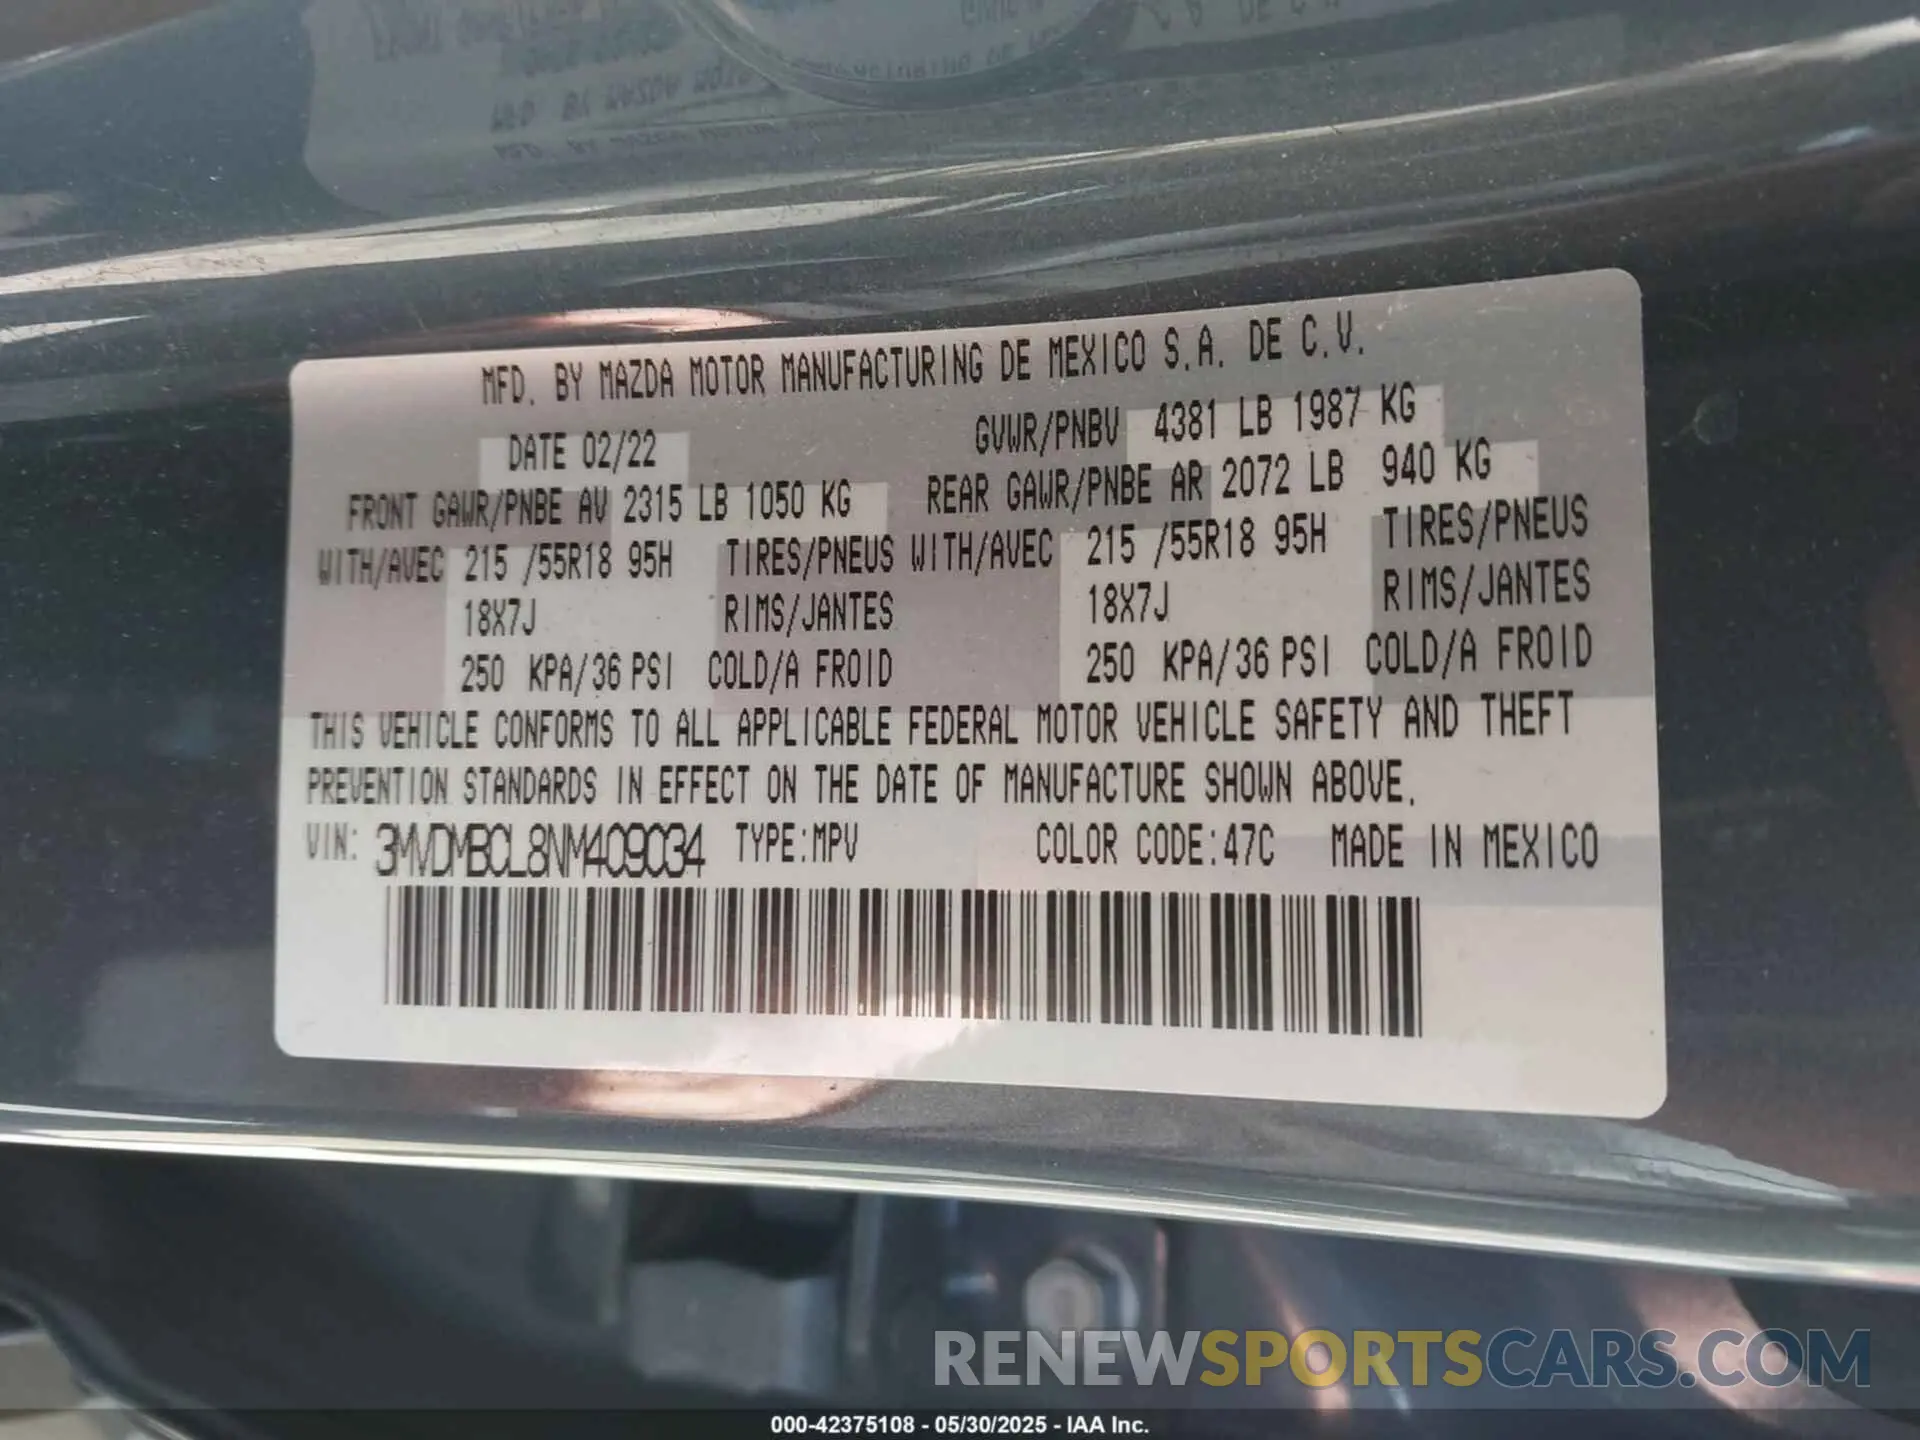 MFD. BY MAZDA MOTOR MANUFACTURING DE MEXICO S.A. DE C.V.
DATE 02/22 GVWR/PNBV 4381 LB 1987 KG
FRONT GAWR/PNBE AV 2315 LB 1050 KG REAR GAWR/PNBE AR 2072 LB 940 KG
WITH/AVEC 215 /55R18 95H TIRES/PNEUS WITH/AVEC 215 /55R18 95H TIRES/PNEUS
18X7J RIMS/JANTES 18X7J RIMS/JANTES
250 KPA/36 PSI COLD/A FROID 250 KPA/36 PSI COLD/A FROID
THIS VEHICLE CONFORMS TO ALL APPLICABLE FEDERAL MOTOR VEHICLE SAFETY AND THEFT
PREVENTION STANDARDS IN EFFECT ON THE DATE OF MANUFACTURE SHOWN ABOVE.
VIN: 3MVDMBCL8NM409034 TYPE:MPV COLOR CODE:47C MADE IN MEXICO
RENEWSPORTSCARS.COM
000-42375108 - 05/30/2025 - IAA Inc.